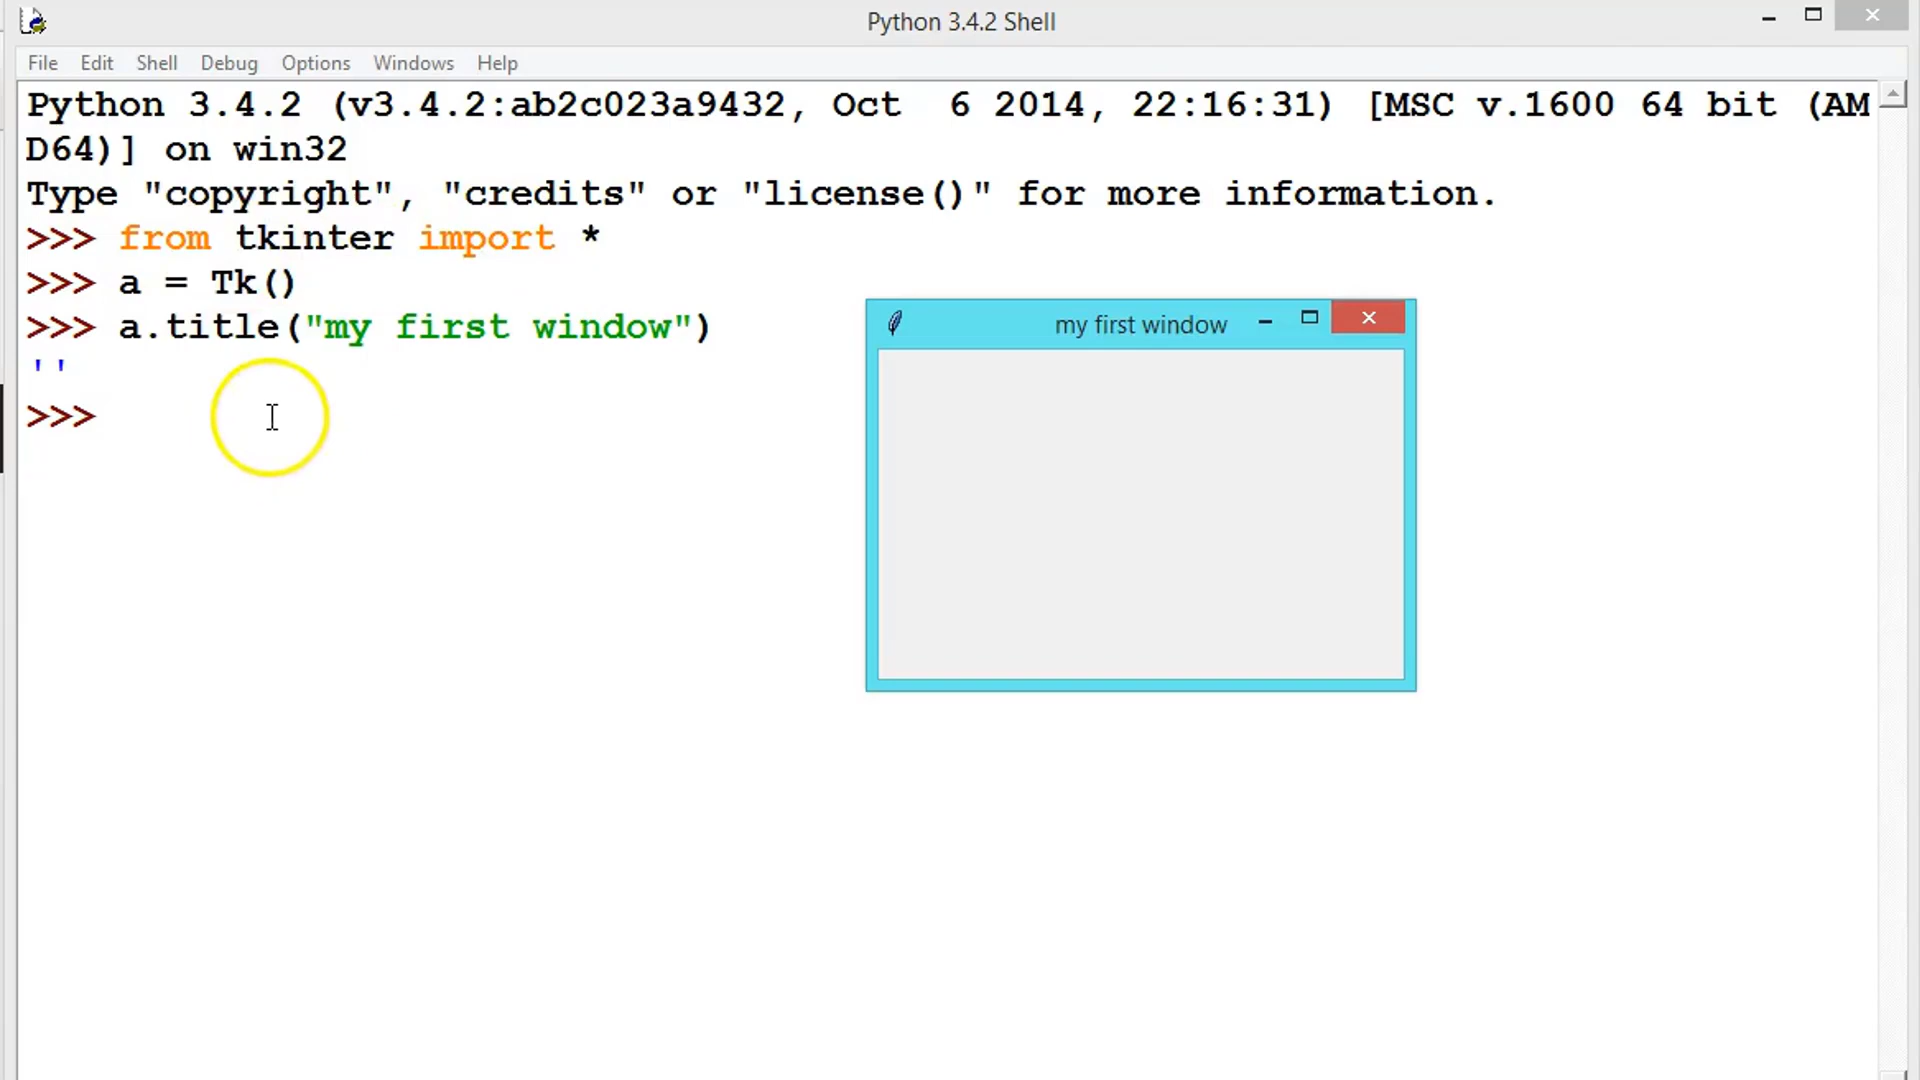 Python 3.4.2 Shell
File Edit Shell Debug Options Windows Help
Python 3.4.2 (v3.4.2:ab2c023a9432, Oct  6 2014, 22:16:31) [MSC v.1600 64 bit (AM
D64)] on win32
Type "copyright", "credits" or "license()" for more information.
>>> from tkinter import *
>>> a = Tk()
>>> a.title("my first window")
''
>>>
my first window